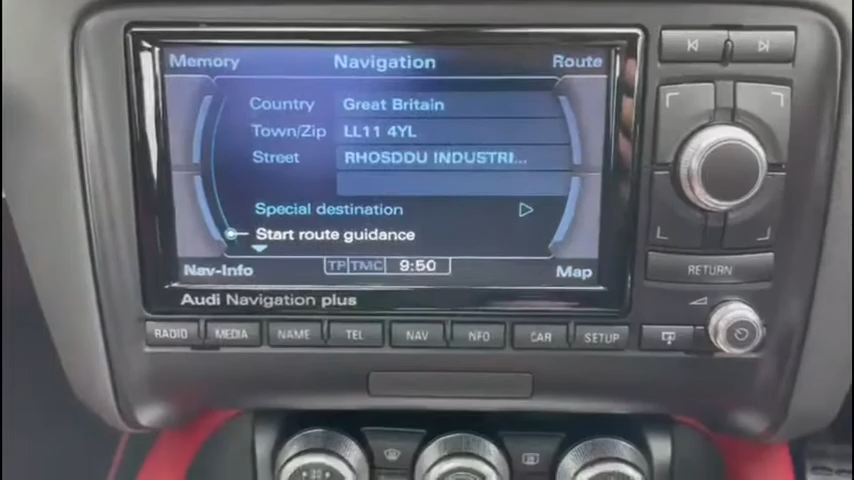 Memory Navigation Route
Country Great Britain
Town/Zip LL11 4YL
Street RHOSDDU INDUSTRI...
Special destination
Start route guidance
Nav-Info TP TMC 9:50 Map
Audi Navigation plus
RETURN
RADIO MEDIA NAME TEL NAV INFO CAR SETUP